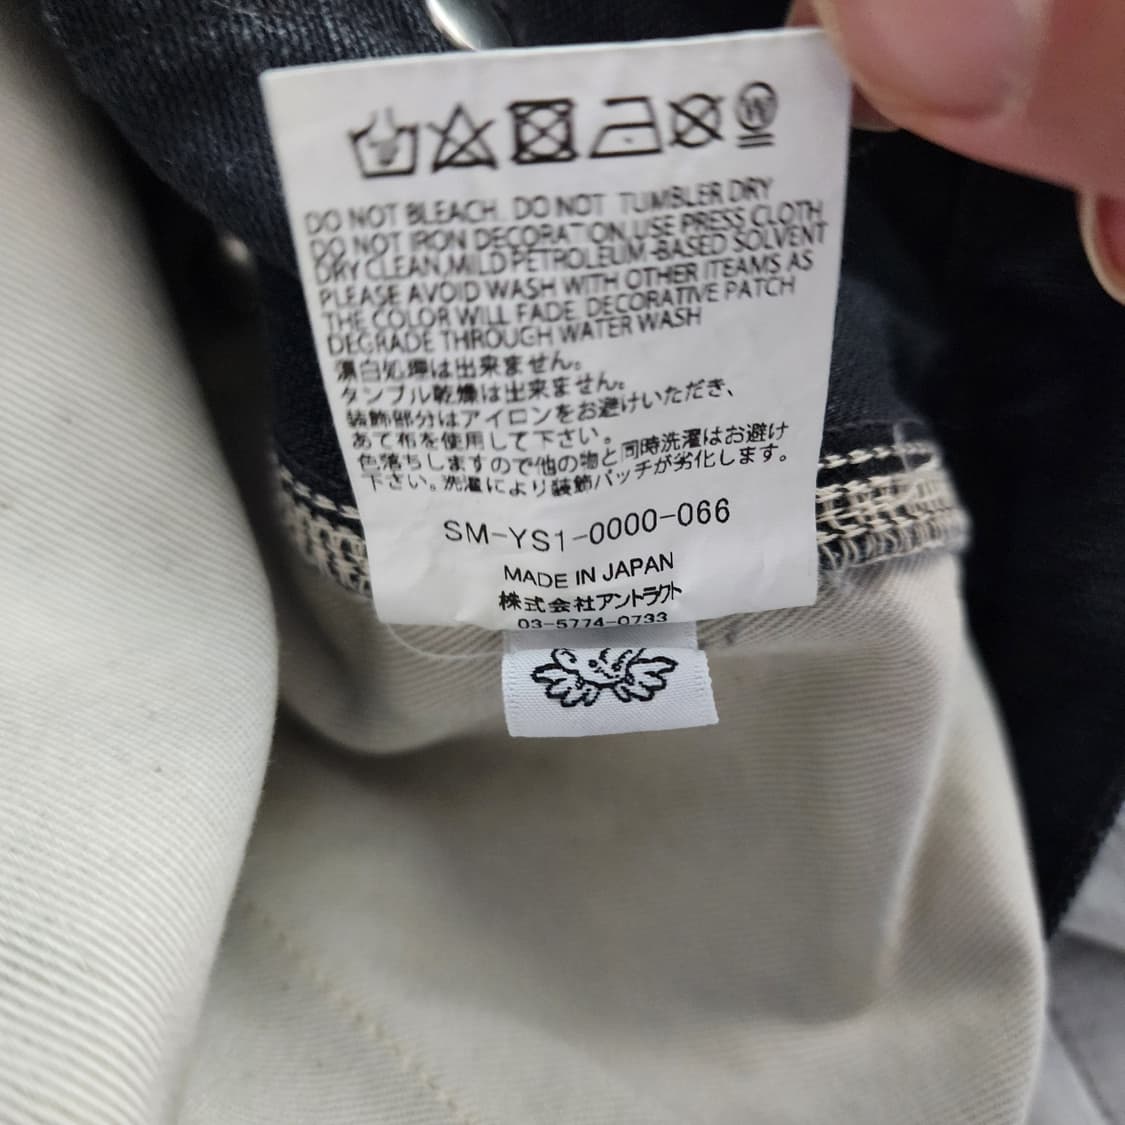 W
DO NOT BLEACH. DO NOT TUMBLER DRY
DO NOT IRON DECORATION, USE PRESS CLOTH,
DRY CLEAN, MILD PETROLEUM-BASED SOLVENT
PLEASE AVOID WASH WITH OTHER ITEAMS AS
THE COLOR WILL FADE. DECORATIVE PATCH
DEGRADE THROUGH WATER WASH
漂白処理は出来ません。
タンブル乾燥は出来ません。
装飾部分はアイロンをお避けいただき、
あて布を使用して下さい。
色落ちしますので他の物と同時洗濯はお避け
下さい。洗濯により装飾パッチが劣化します。
SM-YS1-0000-066
MADE IN JAPAN
株式会社アントラクト
03-5774-0733